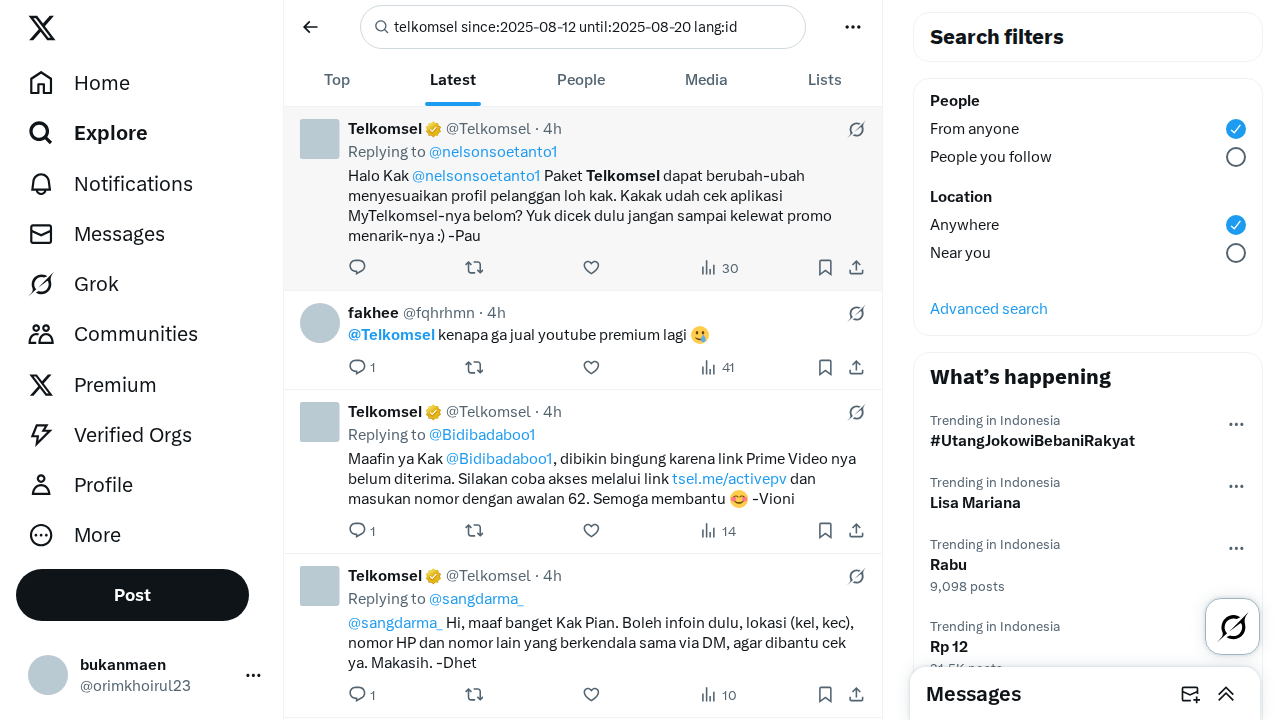 Home
Explore
Notifications
Messages
Grok
Communities
Premium
Verified Orgs
Profile
More
Post
bukanmaen
@orimkhoirul23
telkomsel since:2025-08-12 until:2025-08-20 lang:id
Top
Latest
People
Media
Lists
Telkomsel @Telkomsel · 4h
Replying to @nelsonsoetanto1
Halo Kak @nelsonsoetanto1 Paket Telkomsel dapat berubah-ubah
menyesuaikan profil pelanggan loh kak. Kakak udah cek aplikasi
MyTelkomsel-nya belom? Yuk dicek dulu jangan sampai kelewat promo
menarik-nya :) -Pau
30
fakhee @fqhrhmn · 4h
@Telkomsel kenapa ga jual youtube premium lagi 🥲
1
41
Telkomsel @Telkomsel · 4h
Replying to @Bidibadaboo1
Maafin ya Kak @Bidibadaboo1, dibikin bingung karena link Prime Video nya
belum diterima. Silakan coba akses melalui link tsel.me/activepv dan
masukan nomor dengan awalan 62. Semoga membantu 😊 -Vioni
1
14
Telkomsel @Telkomsel · 4h
Replying to @sangdarma_
@sangdarma_ Hi, maaf banget Kak Pian. Boleh infoin dulu, lokasi (kel, kec),
nomor HP dan nomor lain yang berkendala sama via DM, agar dibantu cek
ya. Makasih. -Dhet
1
10
Search filters
People
From anyone
People you follow
Location
Anywhere
Near you
Advanced search
What's happening
Trending in Indonesia
#UtangJokowiBebaniRakyat
Trending in Indonesia
Lisa Mariana
Trending in Indonesia
Rabu
9,098 posts
Trending in Indonesia
Rp 12
Messages